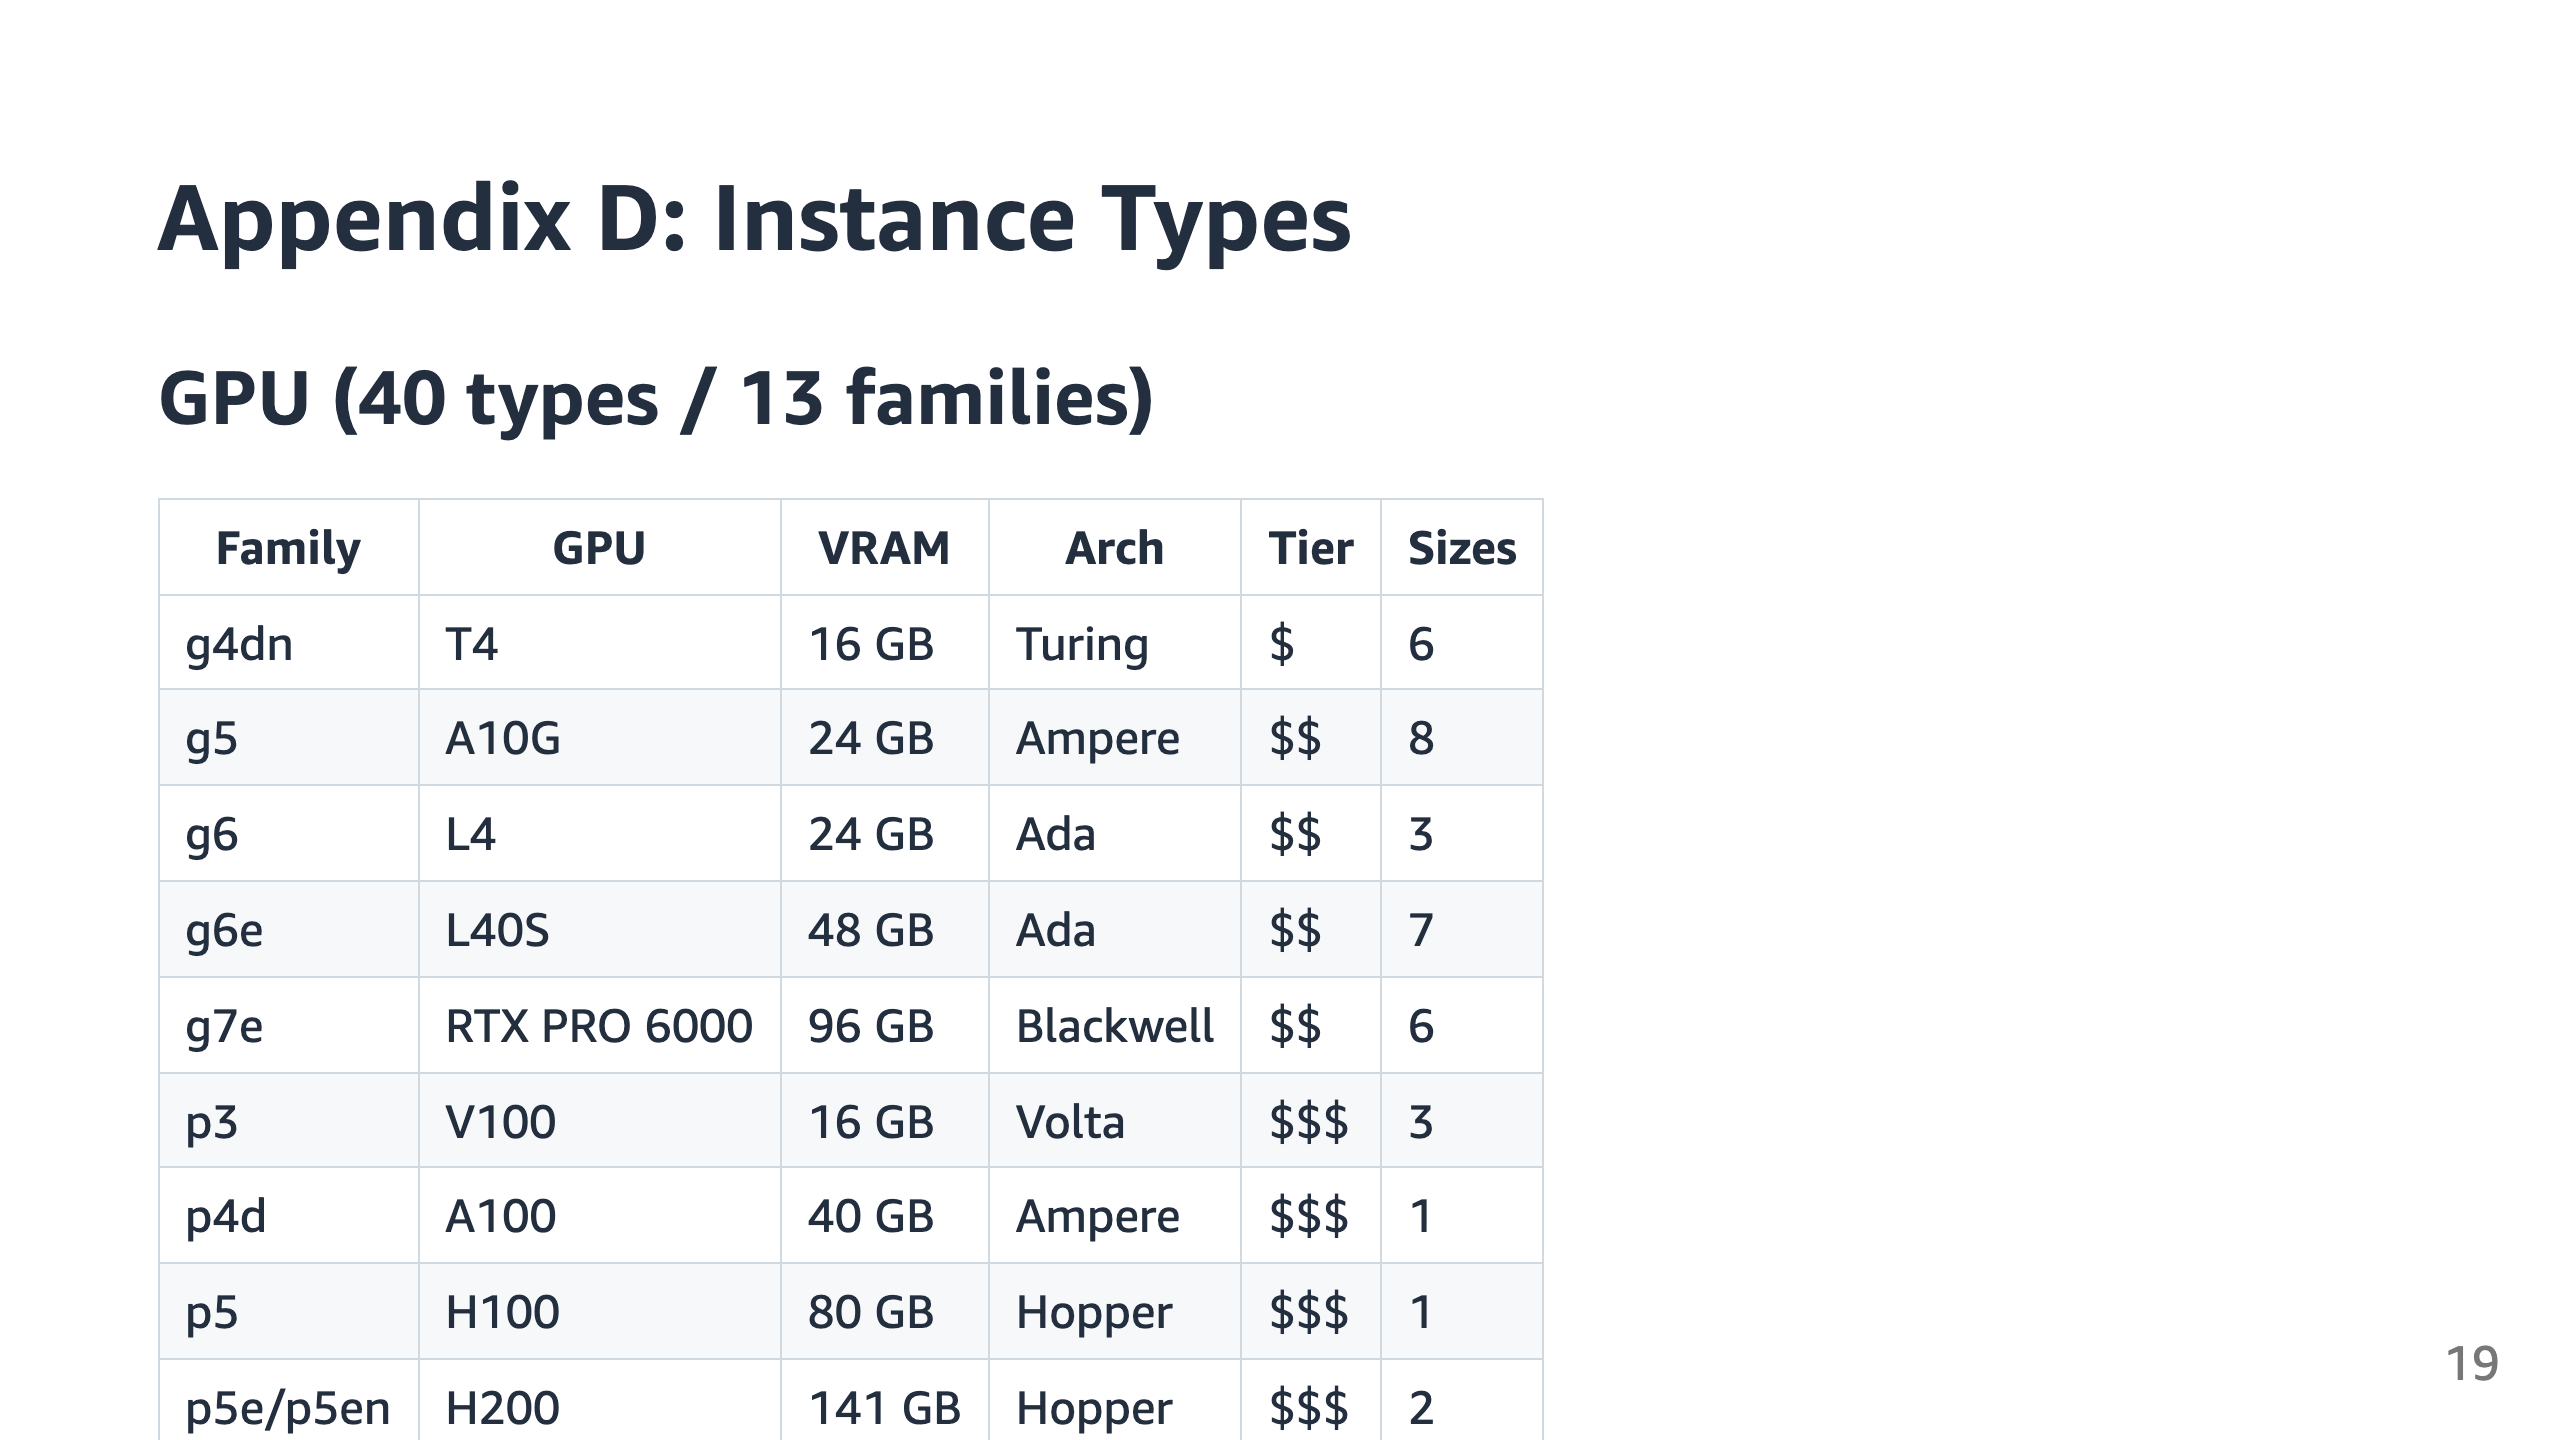 Appendix D: Instance Types
GPU (40 types / 13 families)
Family GPU VRAM Arch Tier Sizes
g4dn T4 16 GB Turing $ 6
g5 A10G 24 GB Ampere $$ 8
g6 L4 24 GB Ada $$ 3
g6e L40S 48 GB Ada $$ 7
g7e RTX PRO 6000 96 GB Blackwell $$ 6
p3 V100 16 GB Volta $$$ 3
p4d A100 40 GB Ampere $$$ 1
p5 H100 80 GB Hopper $$$ 1
p5e/p5en H200 141 GB Hopper $$$ 2
19